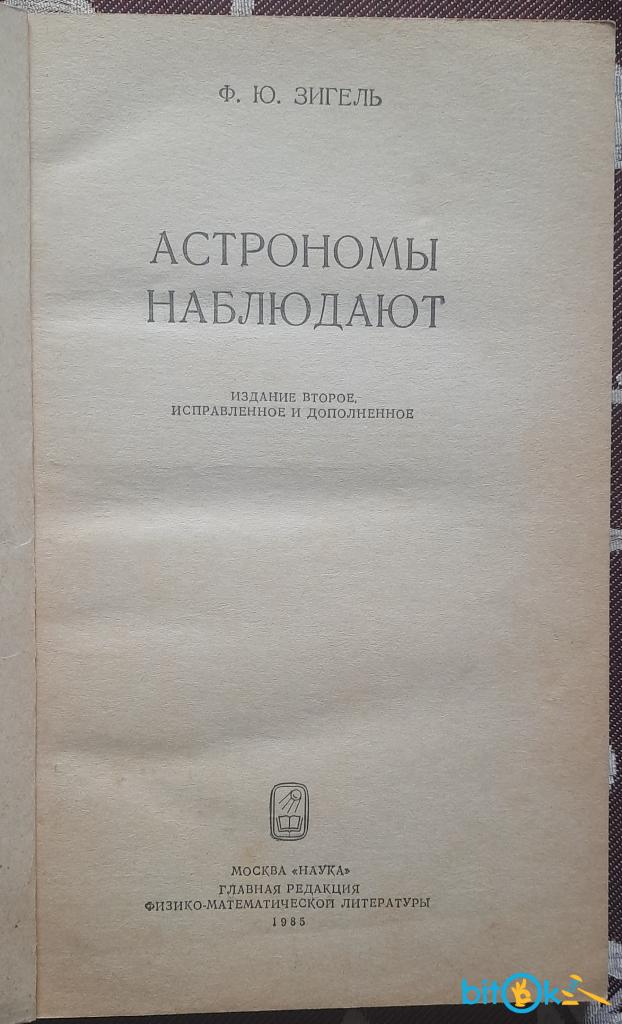 Ф. Ю. ЗИГЕЛЬ
АСТРОНОМЫ
НАБЛЮДАЮТ
ИЗДАНИЕ ВТОРОЕ,
ИСПРАВЛЕННОЕ И ДОПОЛНЕННОЕ
МОСКВА «НАУКА»
ГЛАВНАЯ РЕДАКЦИЯ
ФИЗИКО-МАТЕМАТИЧЕСКОЙ ЛИТЕРАТУРЫ
1985
bitok